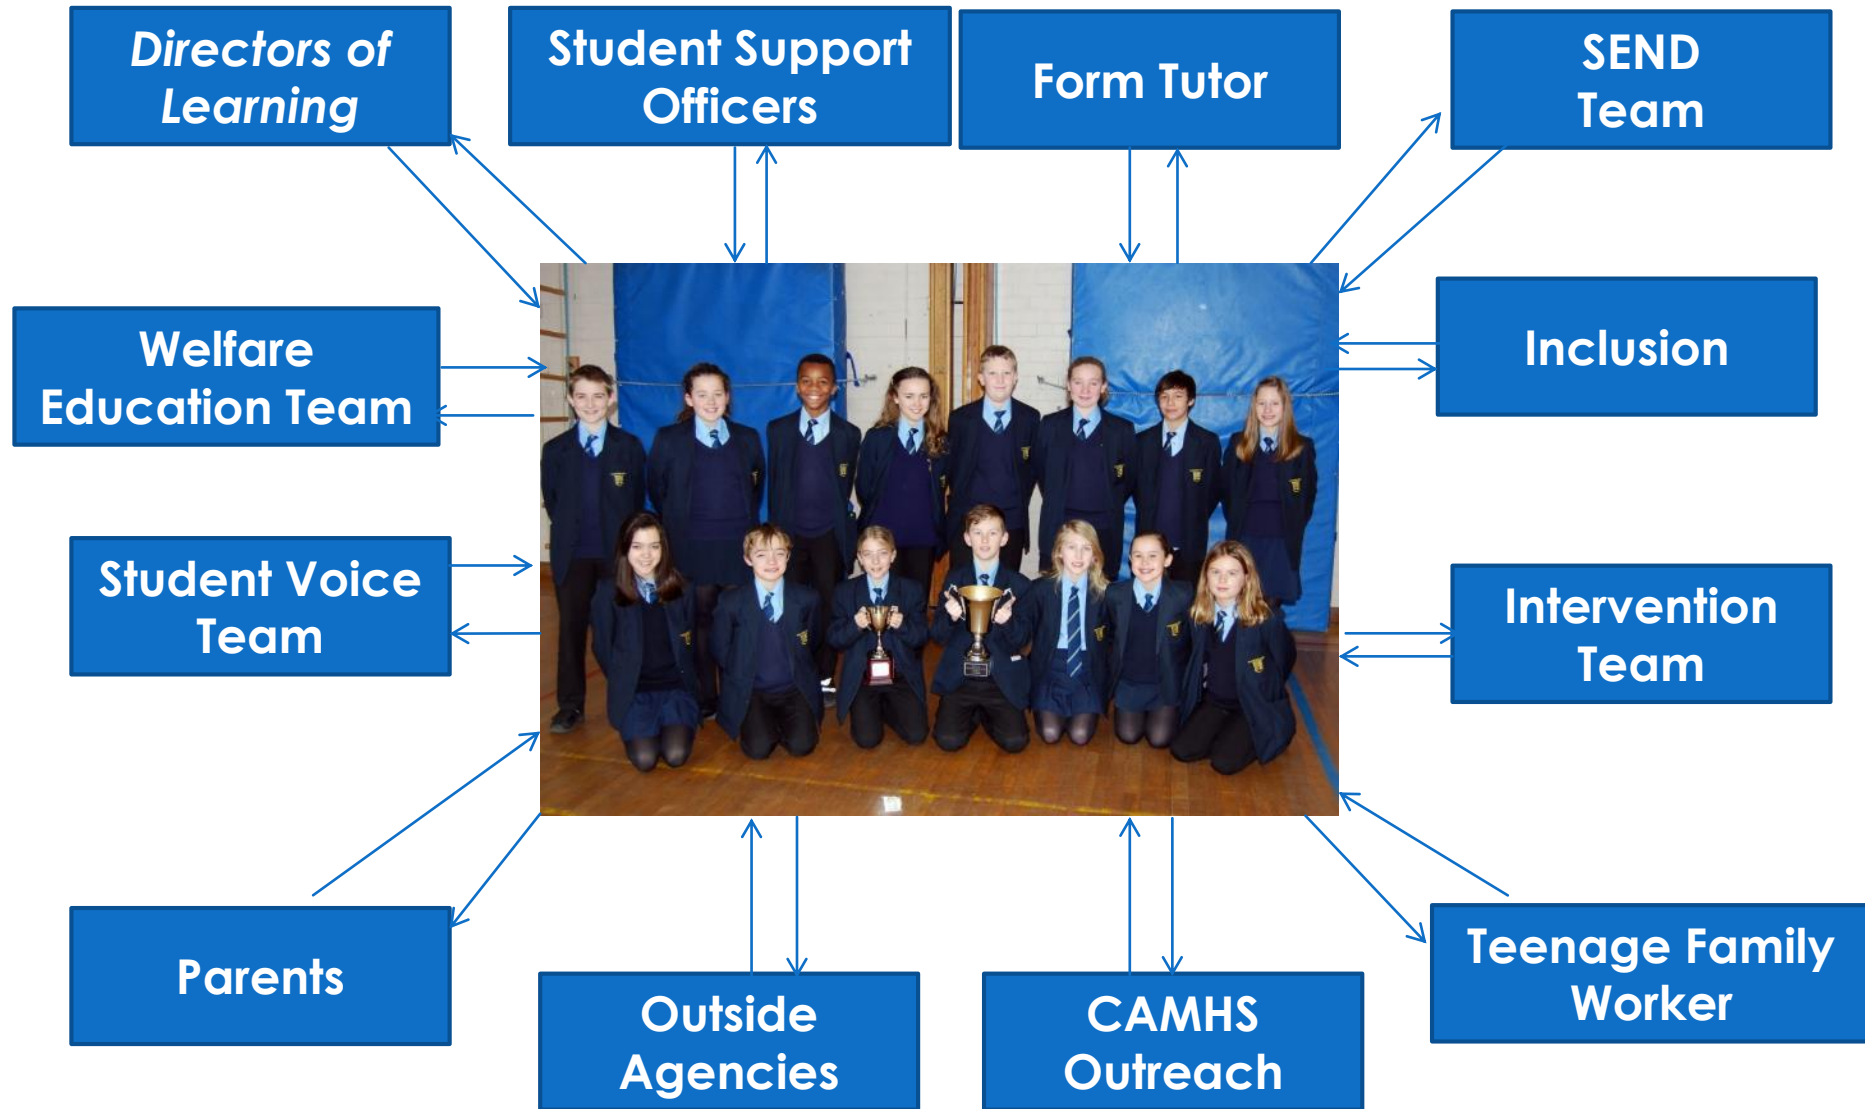 Directors of
Learning
Student Support
Officers
Form Tutor
SEND
Team
Welfare
Education Team
Inclusion
Student Voice
Team
Intervention
Team
Parents
Outside
Agencies
CAMHS
Outreach
Teenage Family
Worker